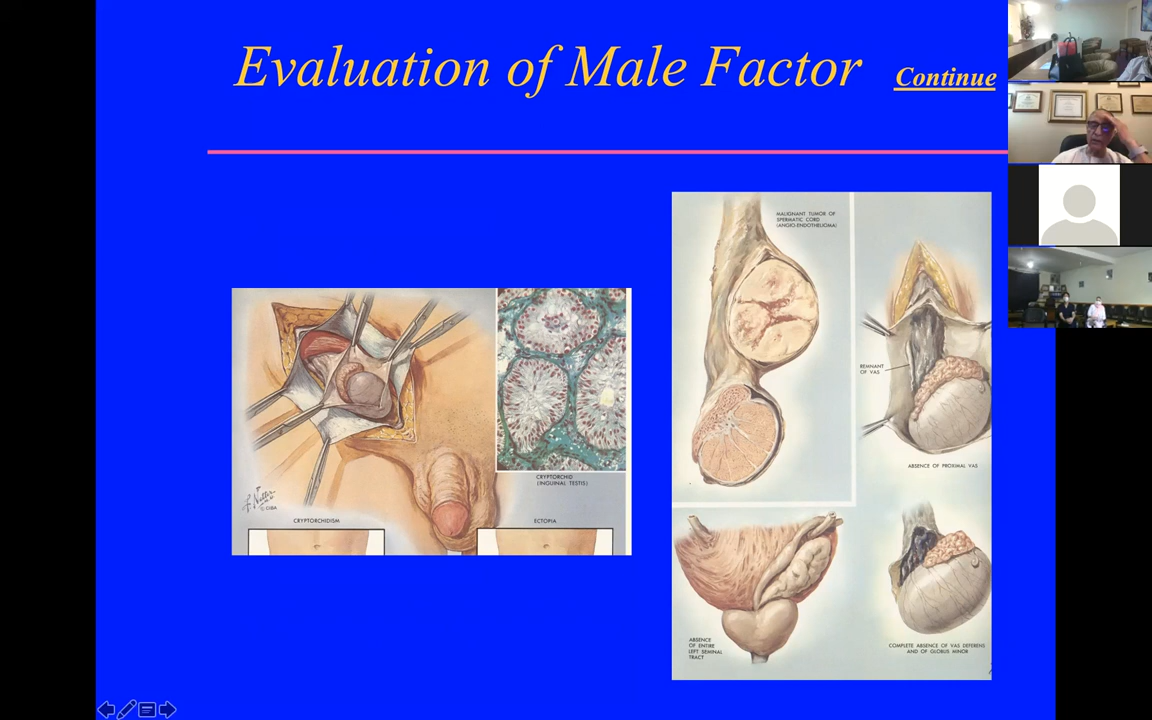 Evaluation of Male Factor Continue
MALIGNANT TUMOR OF
SPERMATIC CORD
(ANGIO-ENDOTHELIOMA)
REMNANT
OF VAS
ABSENCE OF PROXIMAL VAS
CRYPTORCHID
(INGUINAL TESTIS)
F. Netter
© CIBA
CRYPTORCHIDISM
ECTOPIA
ABSENCE
OF ENTIRE
LEFT SEMINAL
TRACT
COMPLETE ABSENCE OF VAS DEFERENS
AND OF GLOBUS MINOR